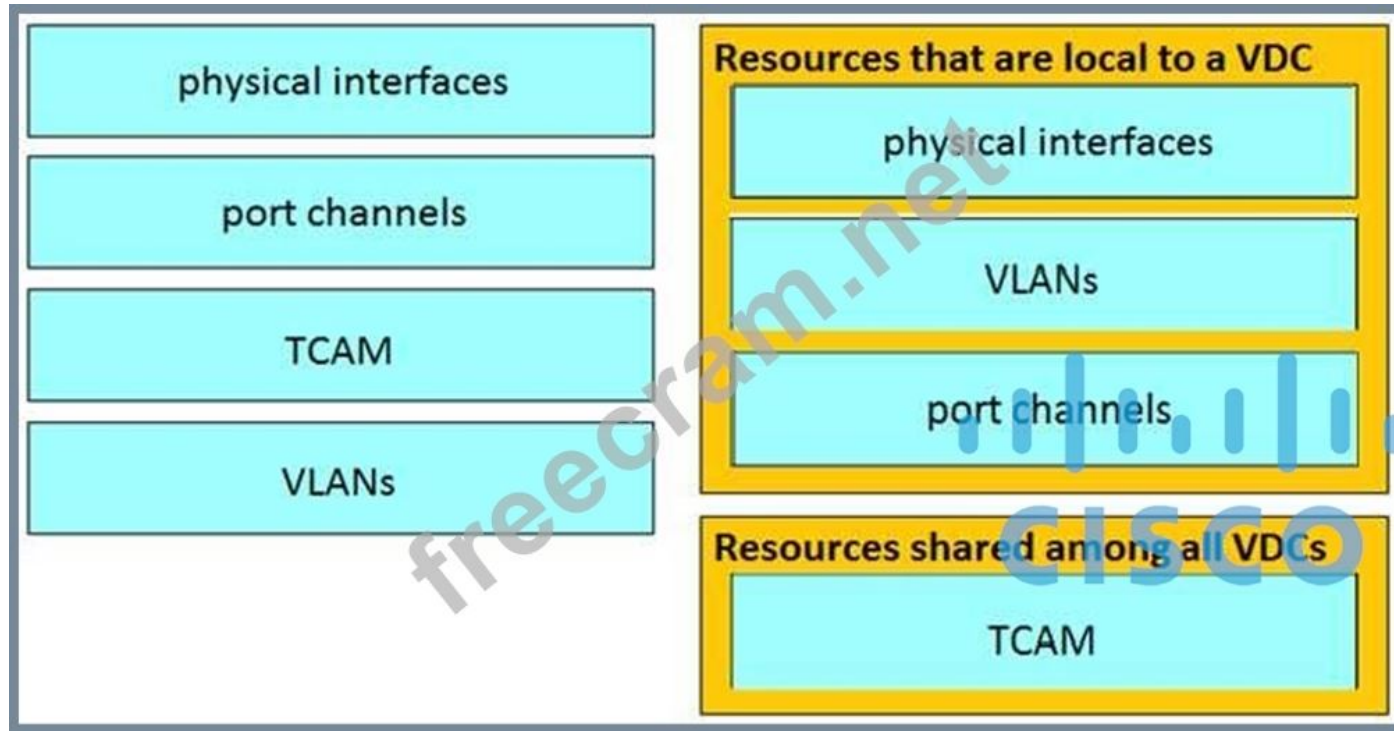 physical interfaces
port channels
TCAM
VLANs
Resources that are local to a VDC
physical interfaces
VLANs
port channels
Resources shared among all VDCs
TCAM
freecram.net
CISCO